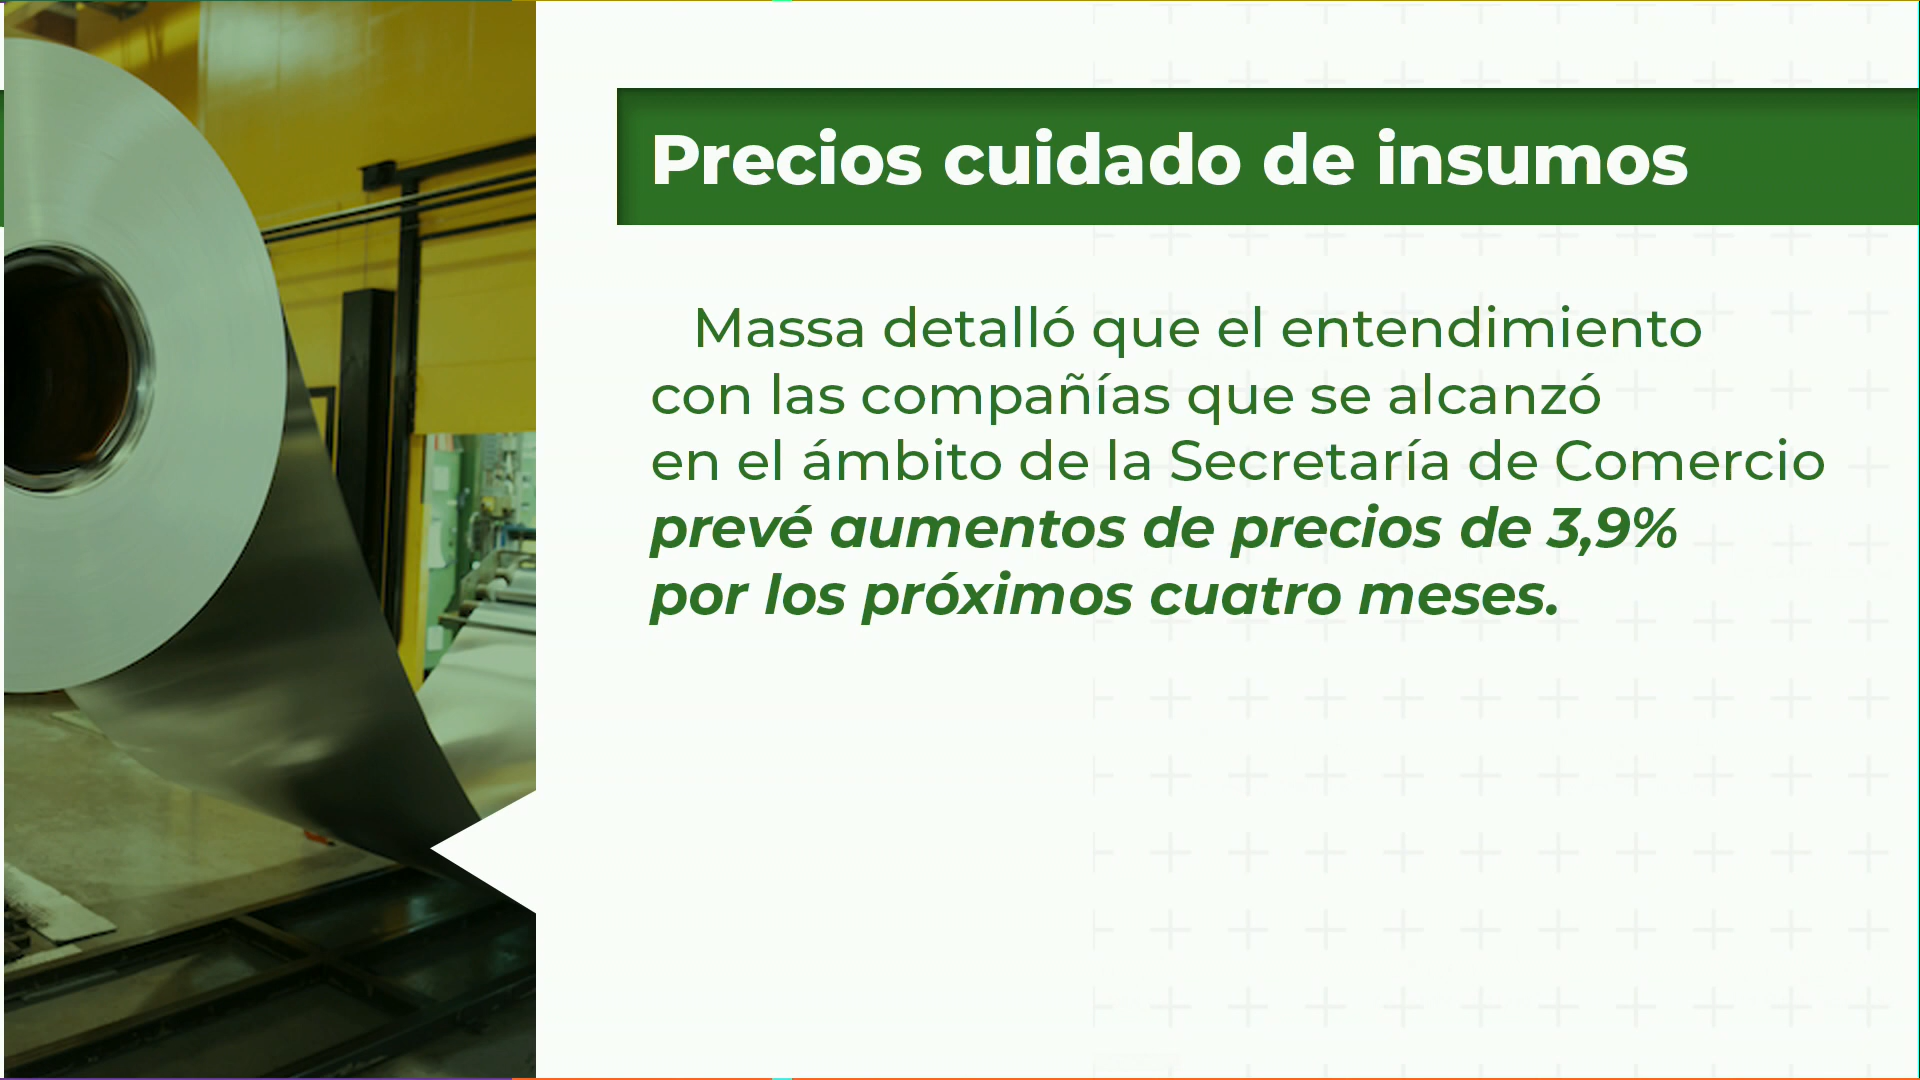 Precios cuidado de insumos
Massa detalló que el entendimiento
con las compañías que se alcanzó
en el ámbito de la Secretaría de Comercio
prevé aumentos de precios de 3,9%
por los próximos cuatro meses.